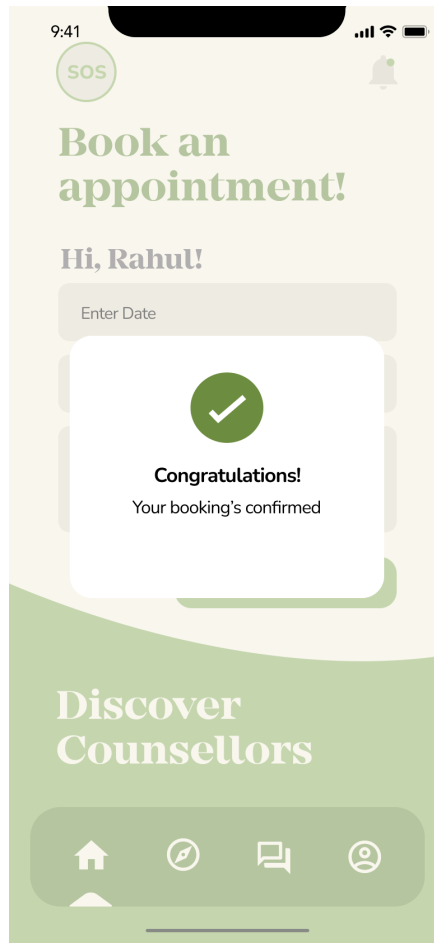 9:41
SOS
Book an
appointment!
Hi, Rahul!
Enter Date
Congratulations!
Your booking’s confirmed
Discover
Counsellors